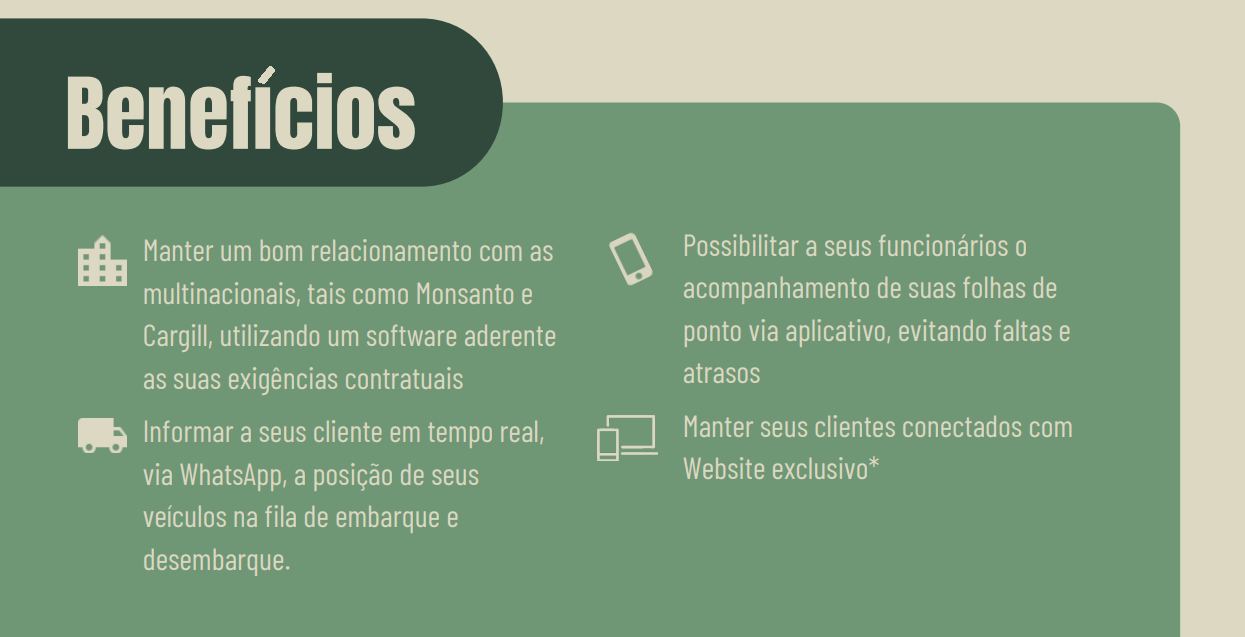 Benefícios
Manter um bom relacionamento com as
multinacionais, tais como Monsanto e
Cargill, utilizando um software aderente
as suas exigências contratuais
Informar a seus cliente em tempo real,
via WhatsApp, a posição de seus
veículos na fila de embarque e
desembarque.
Possibilitar a seus funcionários o
acompanhamento de suas folhas de
ponto via aplicativo, evitando faltas e
atrasos
Manter seus clientes conectados com
Website exclusivo*